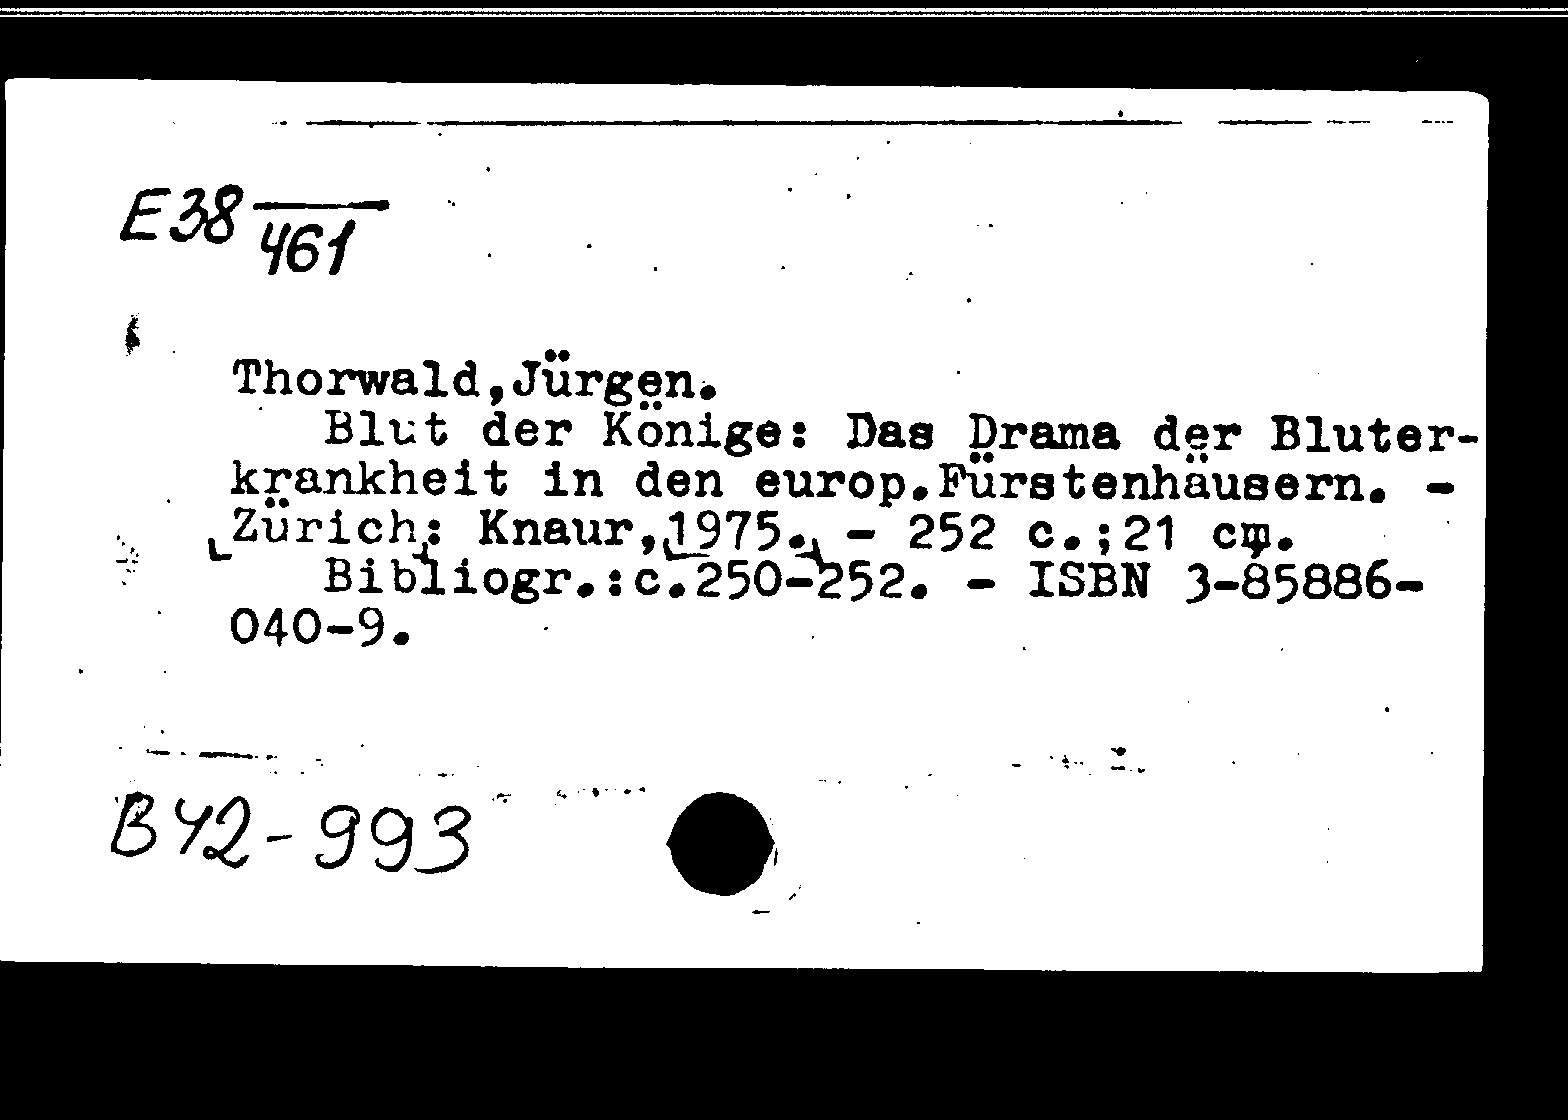 E38 461
Thorwald,Jürgen.
Blut der Könige: Das Drama der Bluter-
krankheit in den europ.Fürstenhäusern. -
Zürich: Knaur,1975. - 252 c.;21 cm.
Bibliogr.:c.250-252. - ISBN 3-85886-
040-9.
B42-993